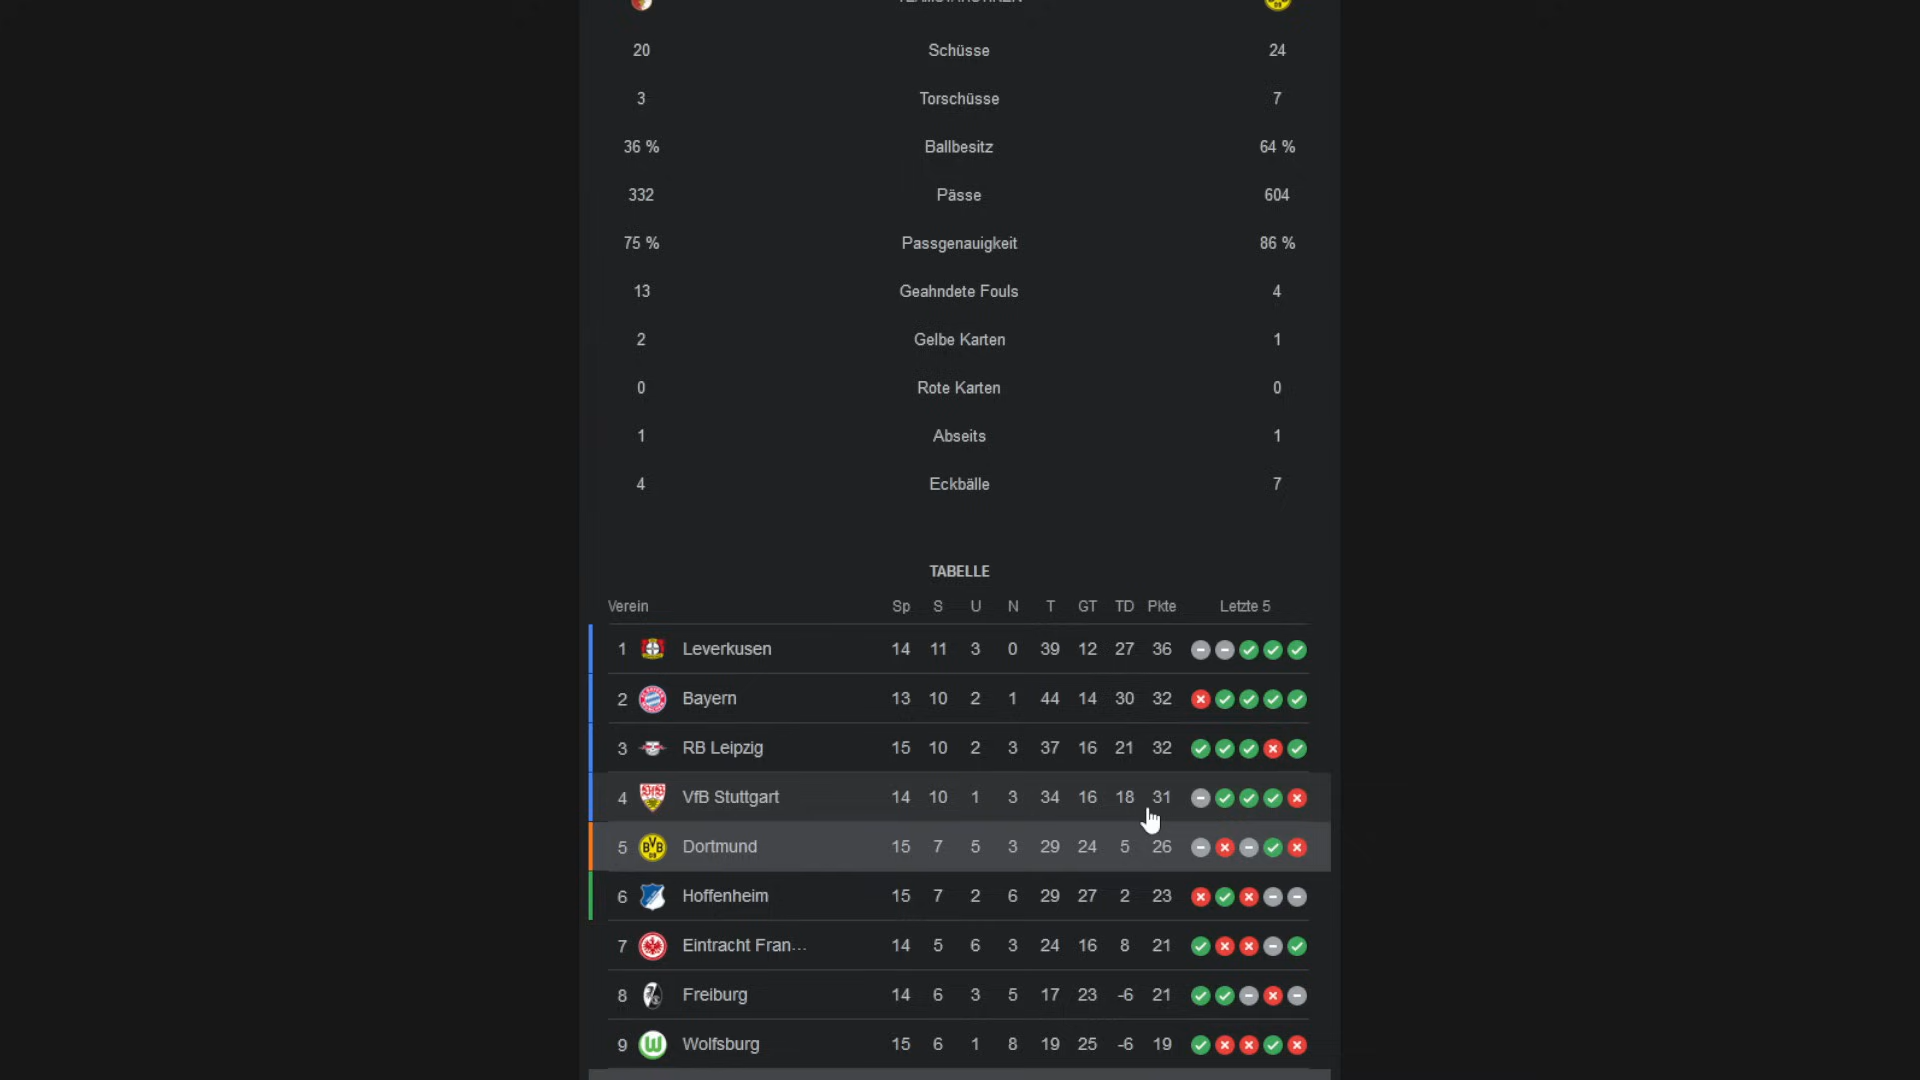 20 Schüsse 24
3 Torschüsse 7
36 % Ballbesitz 64 %
332 Pässe 604
75 % Passgenauigkeit 86 %
13 Geahndete Fouls 4
2 Gelbe Karten 1
0 Rote Karten 0
1 Abseits 1
4 Eckbälle 7
TABELLE
Verein Sp S U N T GT TD Pkte Letzte 5
1 Leverkusen 14 11 3 0 39 12 27 36
2 Bayern 13 10 2 1 44 14 30 32
3 RB Leipzig 15 10 2 3 37 16 21 32
4 VfB Stuttgart 14 10 1 3 34 16 18 31
5 BVB 09 Dortmund 15 7 5 3 29 24 5 26
6 Hoffenheim 15 7 2 6 29 27 2 23
7 Eintracht Fran... 14 5 6 3 24 16 8 21
8 Freiburg 14 6 3 5 17 23 -6 21
9 Wolfsburg 15 6 1 8 19 25 -6 19